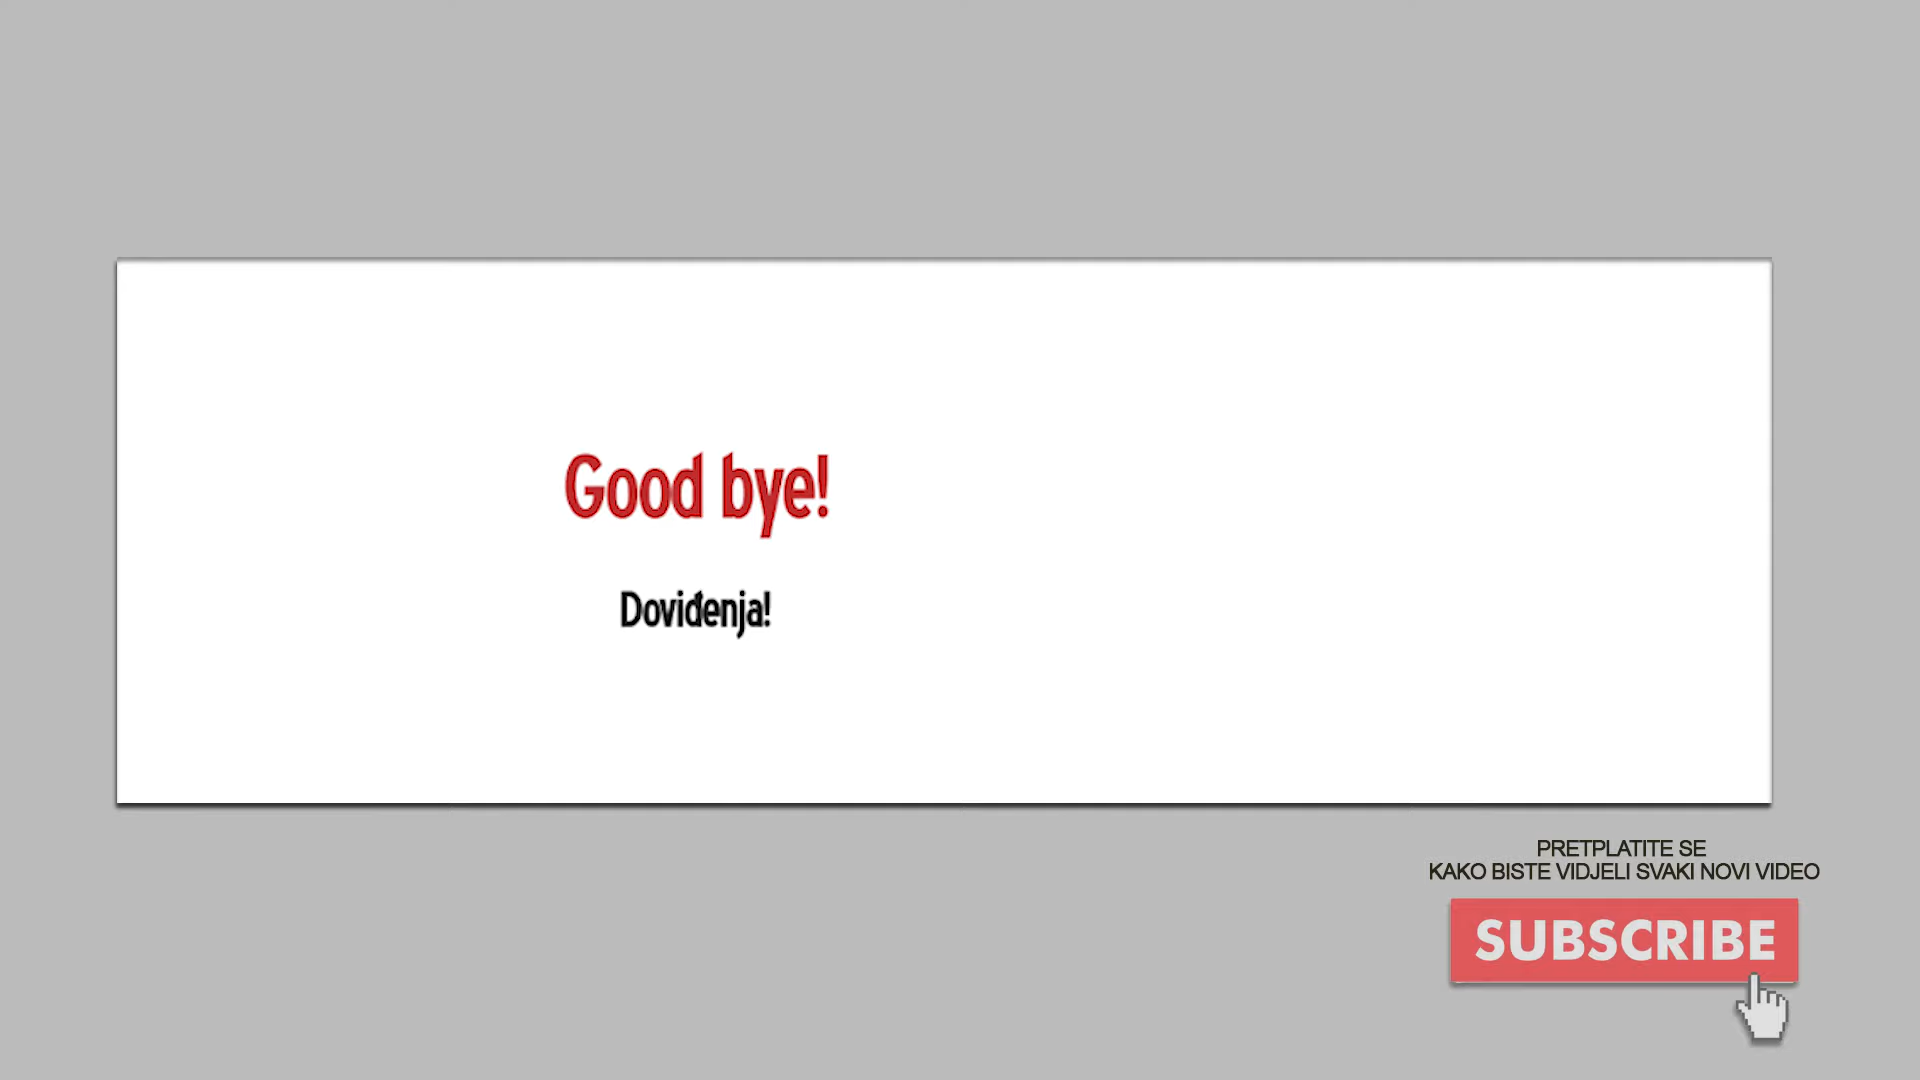 Good bye!
Doviđenja!
PRETPLATITE SE
KAKO BISTE VIDJELI SVAKI NOVI VIDEO
SUBSCRIBE